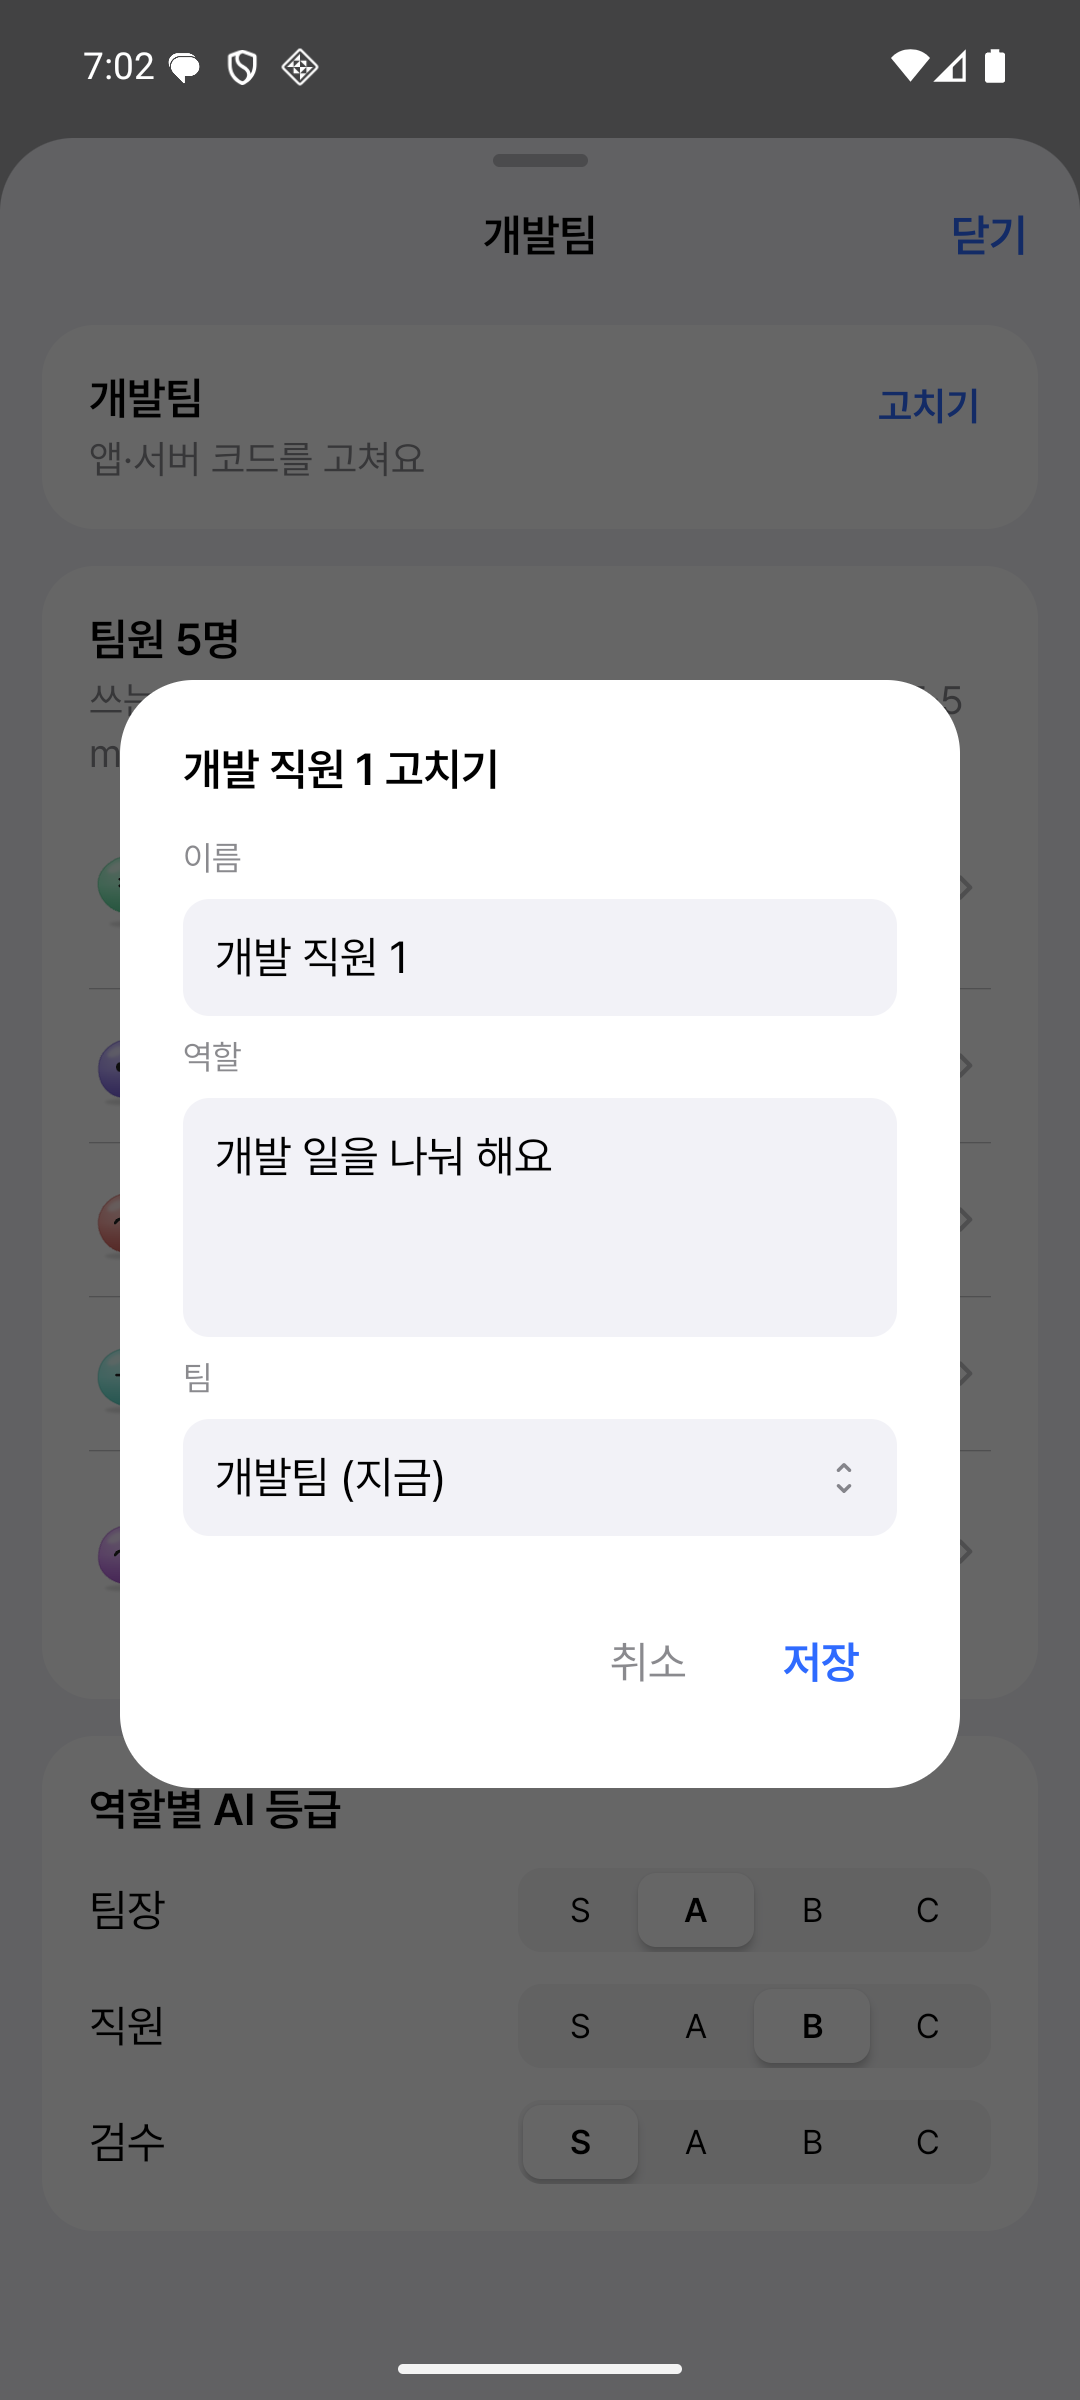 7:02
개발팀
닫기
개발팀
고치기
앱·서버 코드를 고쳐요
팀원 5명
5
개발 직원 1 고치기
이름
개발 직원 1
역할
개발 일을 나눠 해요
팀
개발팀 (지금)
취소
저장
역할별 AI 등급
팀장
S A B C
직원
S A B C
검수
S A B C